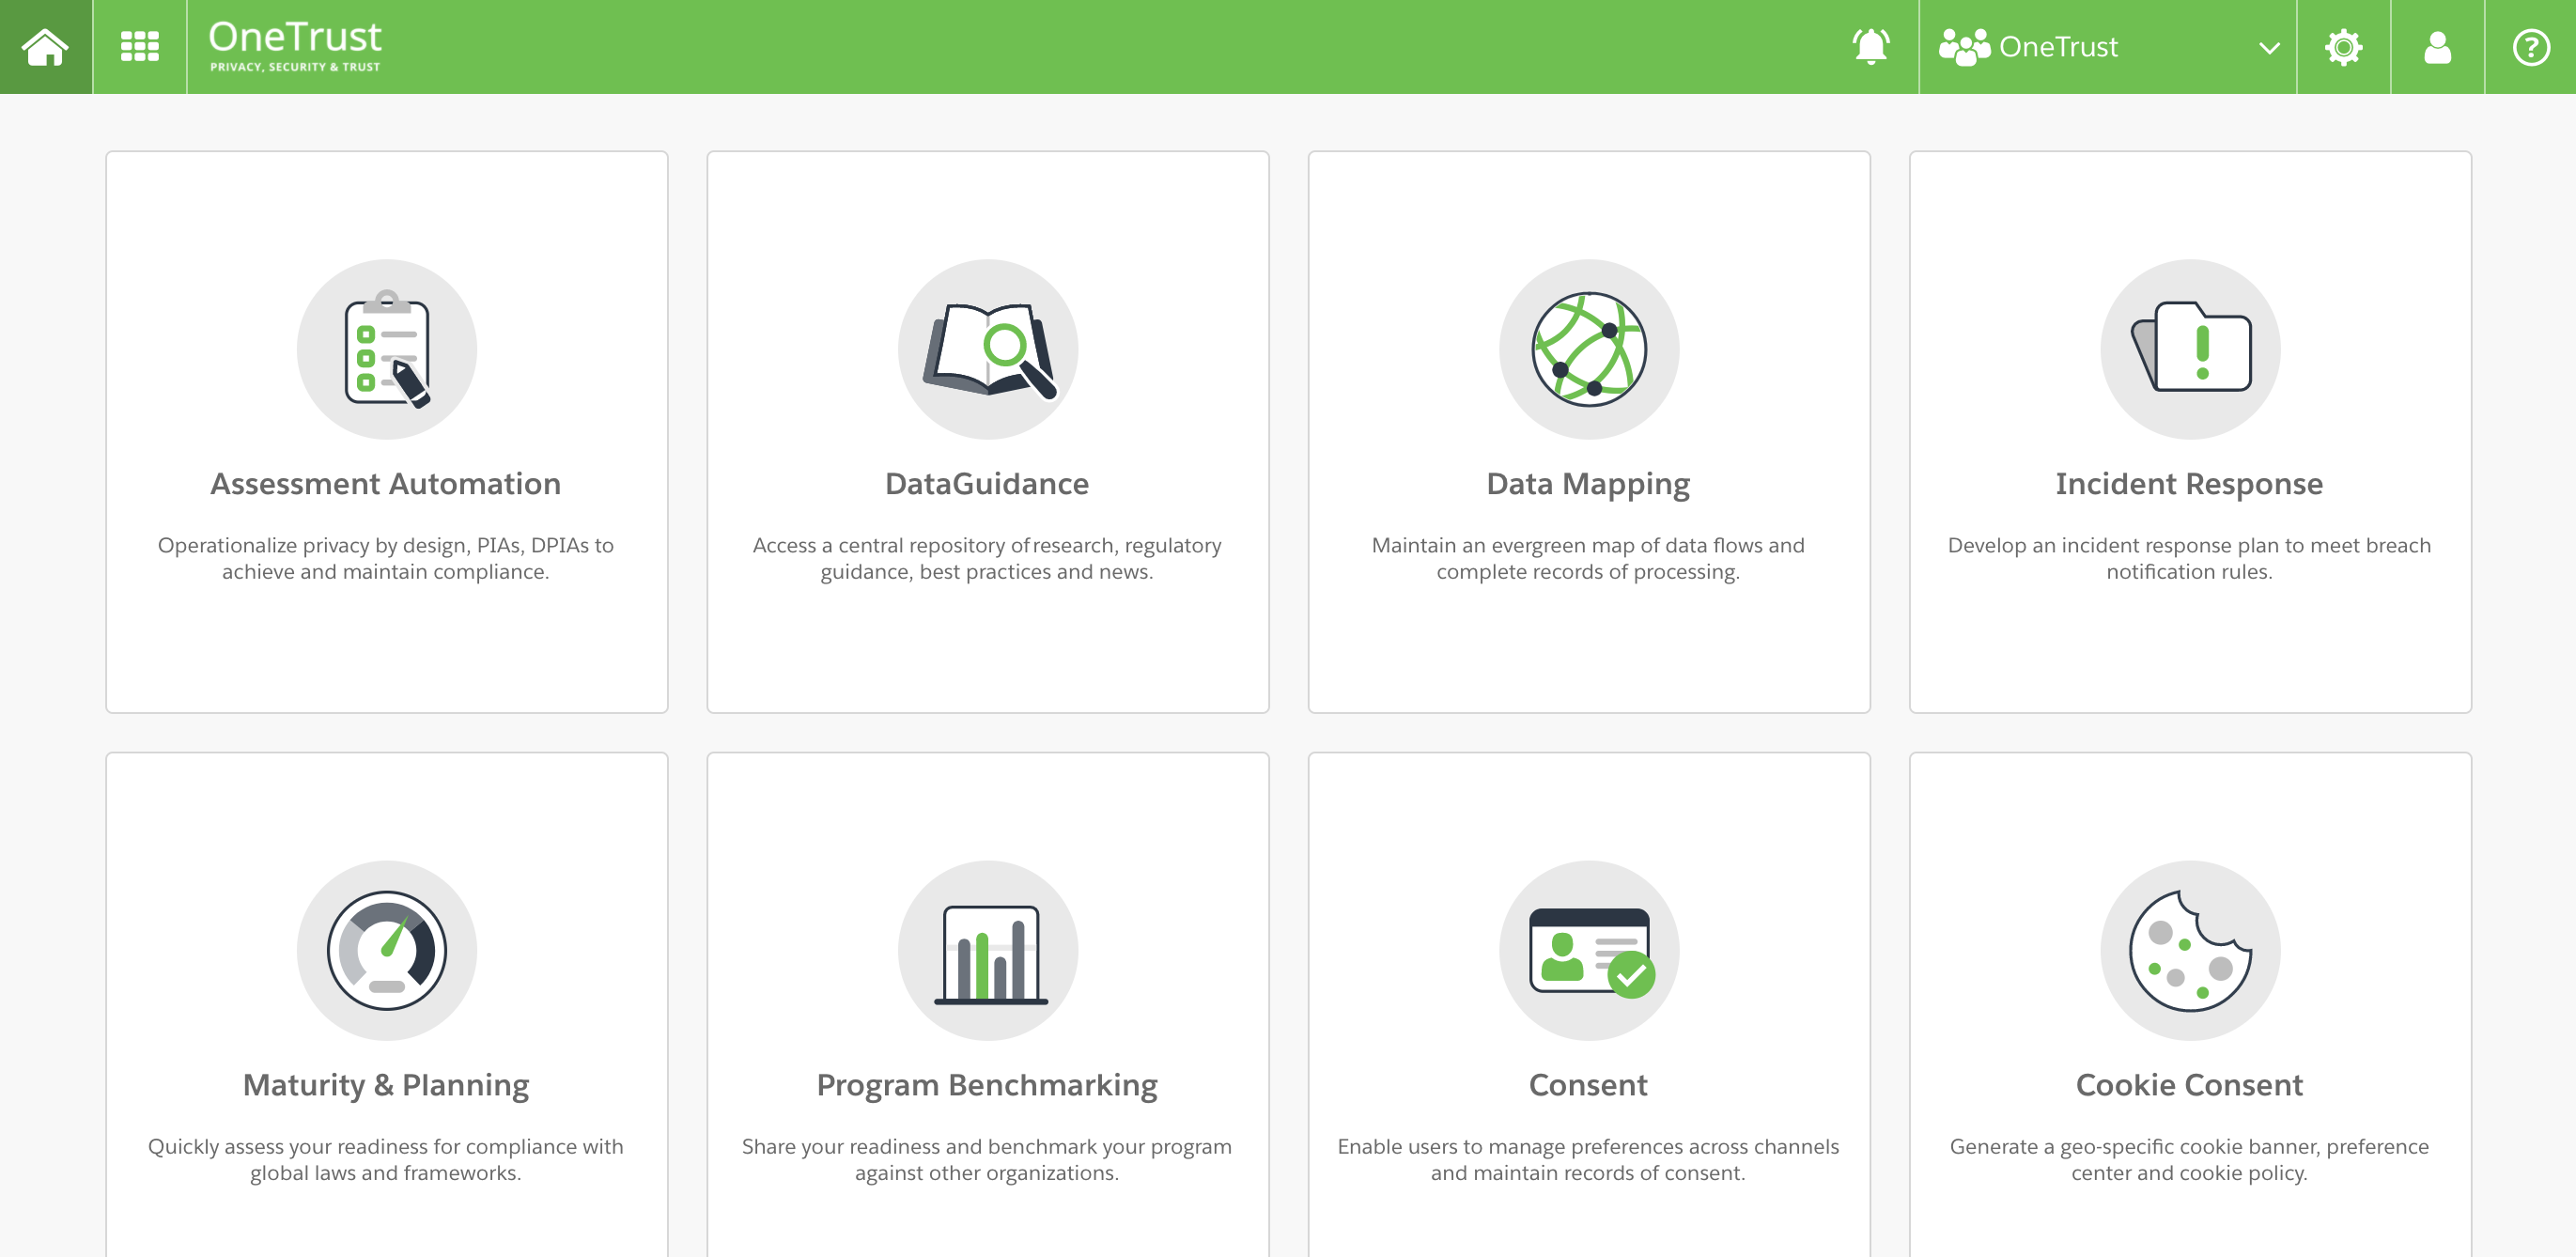 OneTrust
PRIVACY, SECURITY & TRUST
OneTrust
Assessment Automation
Operationalize privacy by design, PIAs, DPIAs to
achieve and maintain compliance.
DataGuidance
Access a central repository of research, regulatory
guidance, best practices and news.
Data Mapping
Maintain an evergreen map of data flows and
complete records of processing.
Incident Response
Develop an incident response plan to meet breach
notification rules.
Maturity & Planning
Quickly assess your readiness for compliance with
global laws and frameworks.
Program Benchmarking
Share your readiness and benchmark your program
against other organizations.
Consent
Enable users to manage preferences across channels
and maintain records of consent.
Cookie Consent
Generate a geo-specific cookie banner, preference
center and cookie policy.